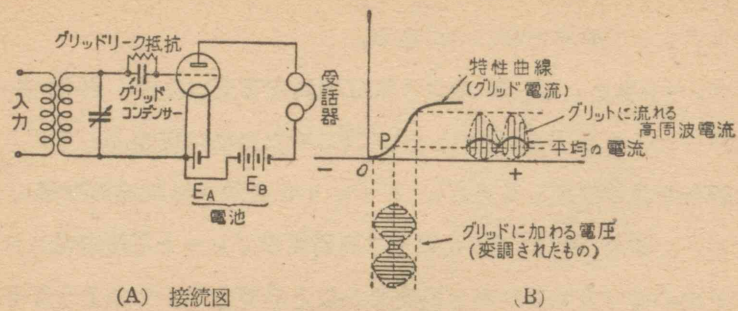 グリッドリーク抵抗
入力
グリッド
コンデンサー
受話器
EA
EB
電池
(A) 接続図
特性曲線
(グリッド電流)
グリットに流れる
高周波電流
平均の電流
P
−
O
+
グリッドに加わる電圧
(変調されたもの)
(B)